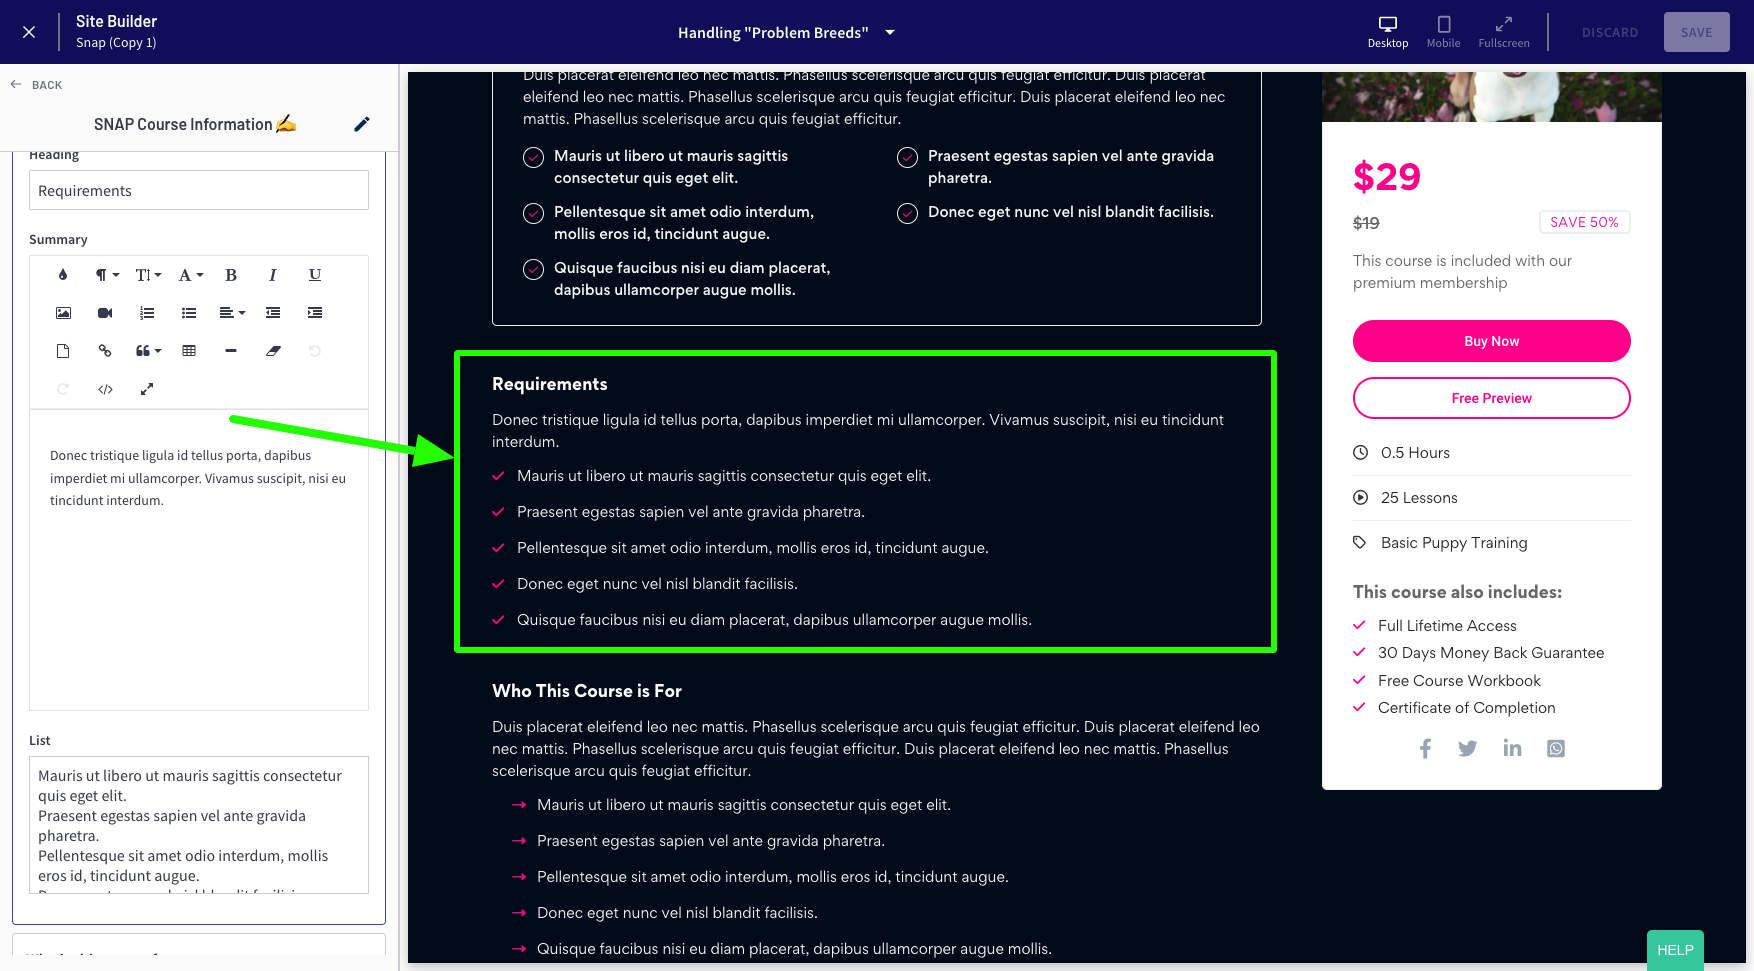 Site Builder
Snap (Copy 1)
Handling "Problem Breeds"
Desktop
Mobile
Fullscreen
DISCARD
SAVE
BACK
SNAP Course Information
Heading
Requirements
Summary
Donec tristique ligula id tellus porta, dapibus
imperdiet mi ullamcorper. Vivamus suscipit, nisi eu
tincidunt interdum.
List
Mauris ut libero ut mauris sagittis consectetur
quis eget elit.
Praesent egestas sapien vel ante gravida
pharetra.
Pellentesque sit amet odio interdum, mollis
eros id, tincidunt augue.
Duis placerat eleifend leo nec mattis. Phasellus scelerisque arcu quis feugiat efficitur. Duis placerat
eleifend leo nec mattis. Phasellus scelerisque arcu quis feugiat efficitur. Duis placerat eleifend leo nec
mattis. Phasellus scelerisque arcu quis feugiat efficitur.
Mauris ut libero ut mauris sagittis
consectetur quis eget elit.
Praesent egestas sapien vel ante gravida
pharetra.
Pellentesque sit amet odio interdum,
mollis eros id, tincidunt augue.
Donec eget nunc vel nisl blandit facilisis.
Quisque faucibus nisi eu diam placerat,
dapibus ullamcorper augue mollis.
Requirements
Donec tristique ligula id tellus porta, dapibus imperdiet mi ullamcorper. Vivamus suscipit, nisi eu tincidunt
interdum.
Mauris ut libero ut mauris sagittis consectetur quis eget elit.
Praesent egestas sapien vel ante gravida pharetra.
Pellentesque sit amet odio interdum, mollis eros id, tincidunt augue.
Donec eget nunc vel nisl blandit facilisis.
Quisque faucibus nisi eu diam placerat, dapibus ullamcorper augue mollis.
Who This Course is For
Duis placerat eleifend leo nec mattis. Phasellus scelerisque arcu quis feugiat efficitur. Duis placerat eleifend leo
nec mattis. Phasellus scelerisque arcu quis feugiat efficitur. Duis placerat eleifend leo nec mattis. Phasellus
scelerisque arcu quis feugiat efficitur.
Mauris ut libero ut mauris sagittis consectetur quis eget elit.
Praesent egestas sapien vel ante gravida pharetra.
Pellentesque sit amet odio interdum, mollis eros id, tincidunt augue.
Donec eget nunc vel nisl blandit facilisis.
Quisque faucibus nisi eu diam placerat, dapibus ullamcorper augue mollis.
$29
$19
SAVE 50%
This course is included with our
premium membership
Buy Now
Free Preview
0.5 Hours
25 Lessons
Basic Puppy Training
This course also includes:
Full Lifetime Access
30 Days Money Back Guarantee
Free Course Workbook
Certificate of Completion
HELP